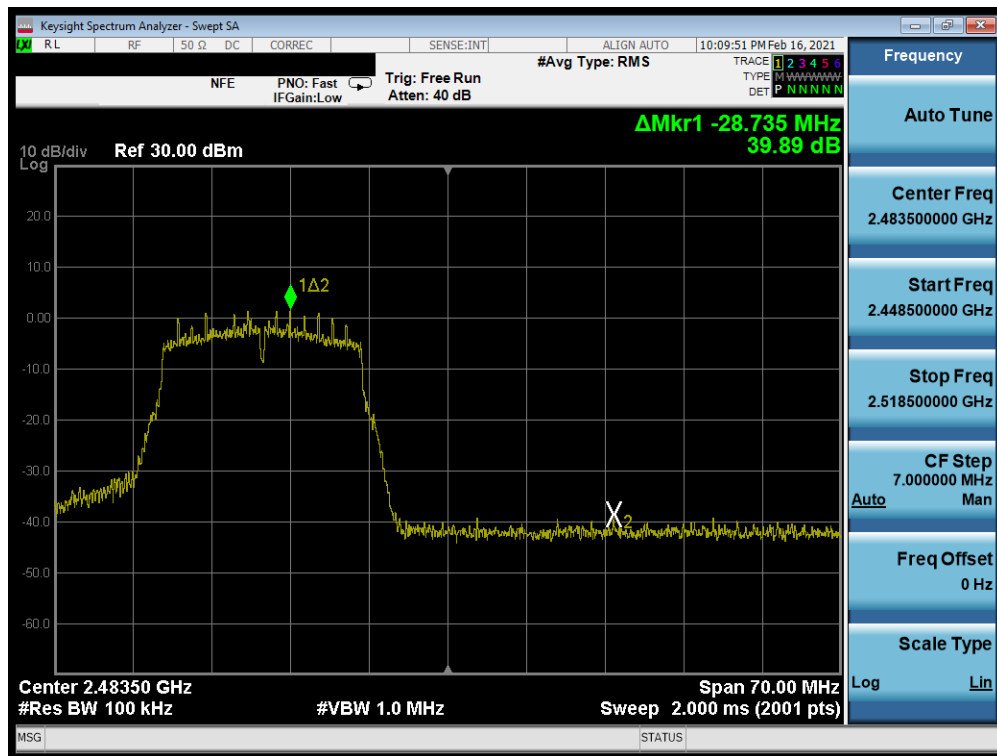 Keysight Spectrum Analyzer - Swept SA
LXI RL RF 50 Ω DC CORREC SENSE:INT ALIGN AUTO 10:09:51 PM Feb 16, 2021
NFE PNO: Fast IFGain:Low Trig: Free Run Atten: 40 dB #Avg Type: RMS
TRACE 1 2 3 4 5 6
TYPE M WWWWW
DET P N N N N N
ΔMkr1 -28.735 MHz
39.89 dB
10 dB/div Ref 30.00 dBm
Log
20.0
10.0
1Δ2
0.00
-10.0
-20.0
-30.0
-40.0
X2
-50.0
-60.0
Center 2.48350 GHz Span 70.00 MHz
#Res BW 100 kHz #VBW 1.0 MHz Sweep 2.000 ms (2001 pts)
MSG STATUS
Frequency
Auto Tune
Center Freq
2.483500000 GHz
Start Freq
2.448500000 GHz
Stop Freq
2.518500000 GHz
CF Step
7.000000 MHz
Auto Man
Freq Offset
0 Hz
Scale Type
Log Lin